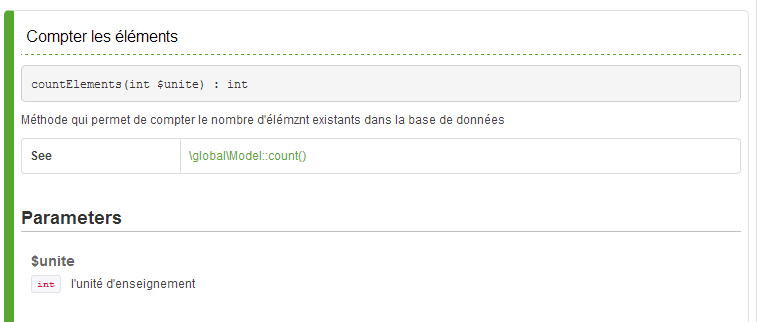 Compter les éléments
countElements(int $unite) : int
Méthode qui permet de compter le nombre d'élémznt existants dans la base de données
See \global\Model::count()
Parameters
$unite
int l'unité d'enseignement